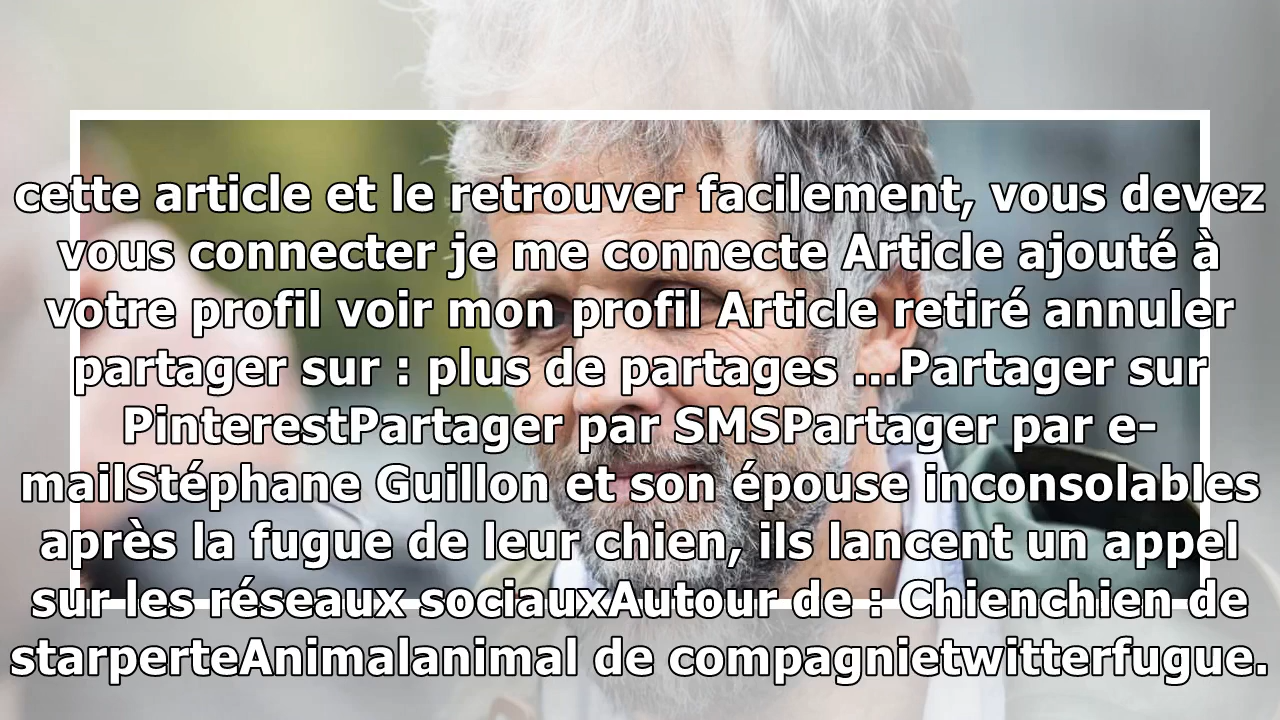 cette article et le retrouver facilement, vous devez
vous connecter je me connecte Article ajouté à
votre profil voir mon profil Article retiré annuler
partager sur : plus de partages ...Partager sur
PinterestPartager par SMSPartager par e-
mailStéphane Guillon et son épouse inconsolables
après la fugue de leur chien, ils lancent un appel
sur les réseaux sociauxAutour de : Chienchien de
starperteAnimalanimal de compagnietwitterfugue.